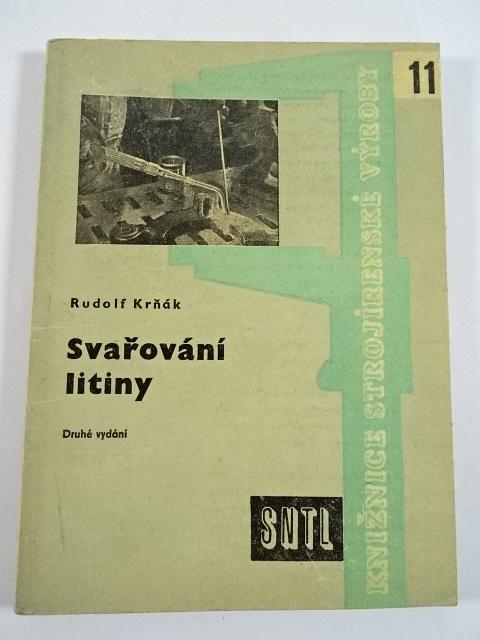 11
KNIŽNICE STROJÍRENSKÉ VÝROBY
Rudolf Krňák
Svařování
litiny
Druhé vydání
SNTL